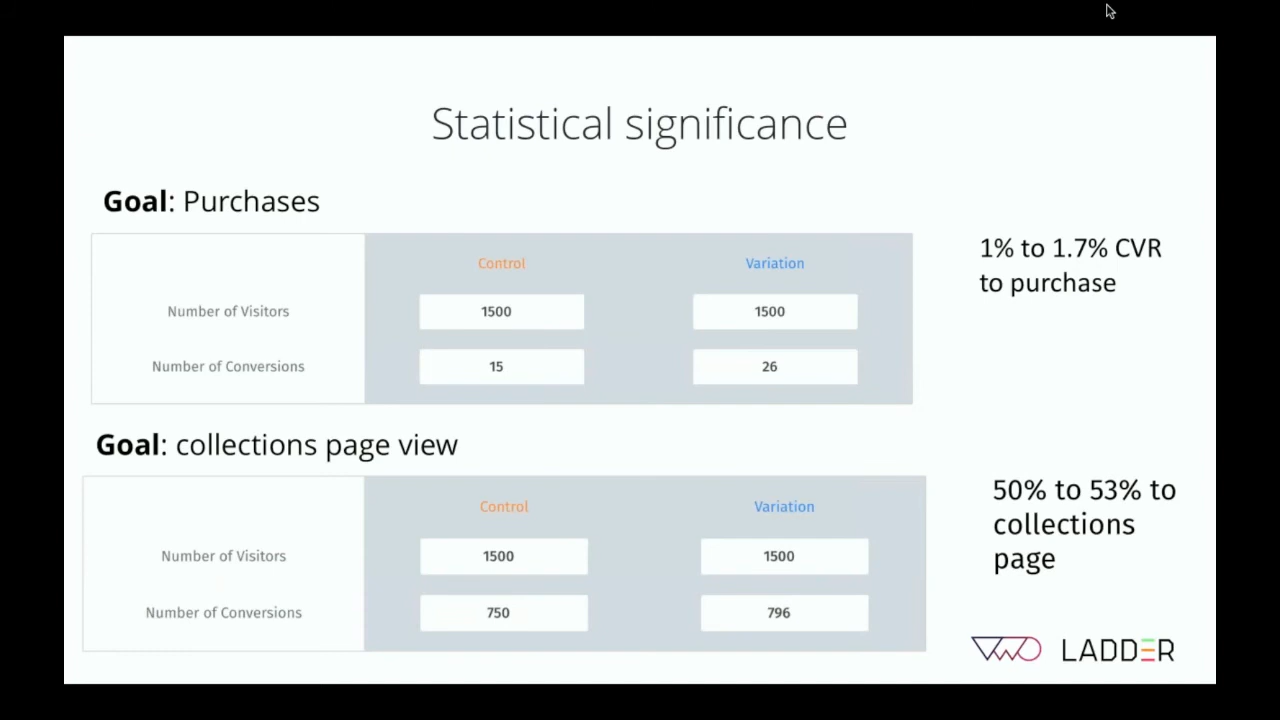 Statistical significance
Goal: Purchases
Control Variation
Number of Visitors 1500 1500
Number of Conversions 15 26
1% to 1.7% CVR
to purchase
Goal: collections page view
Control Variation
Number of Visitors 1500 1500
Number of Conversions 750 796
50% to 53% to
collections
page
VWO LADDER